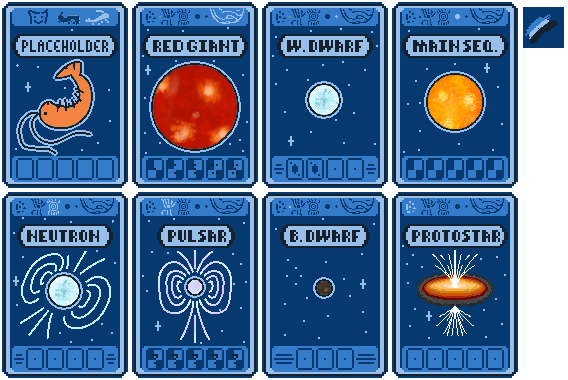 PLACEHOLDER
RED GIANT
W. DWARF
MAIN SEQ.
NEUTRON
PULSAR
B. DWARF
PROTOSTAR